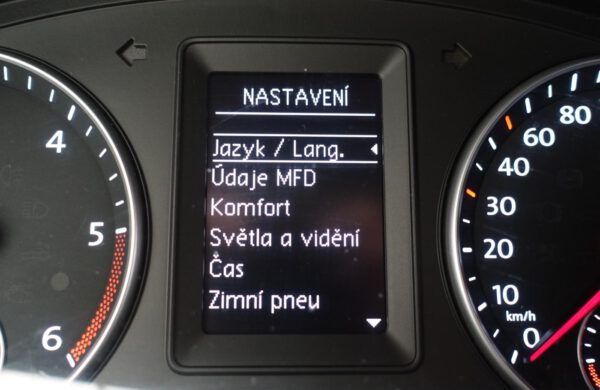 NASTAVENÍ
Jazyk / Lang.
Údaje MFD
Komfort
Světla a vidění
Čas
Zimní pneu
4
5
6
80
60
40
30
20
10
0
km/h